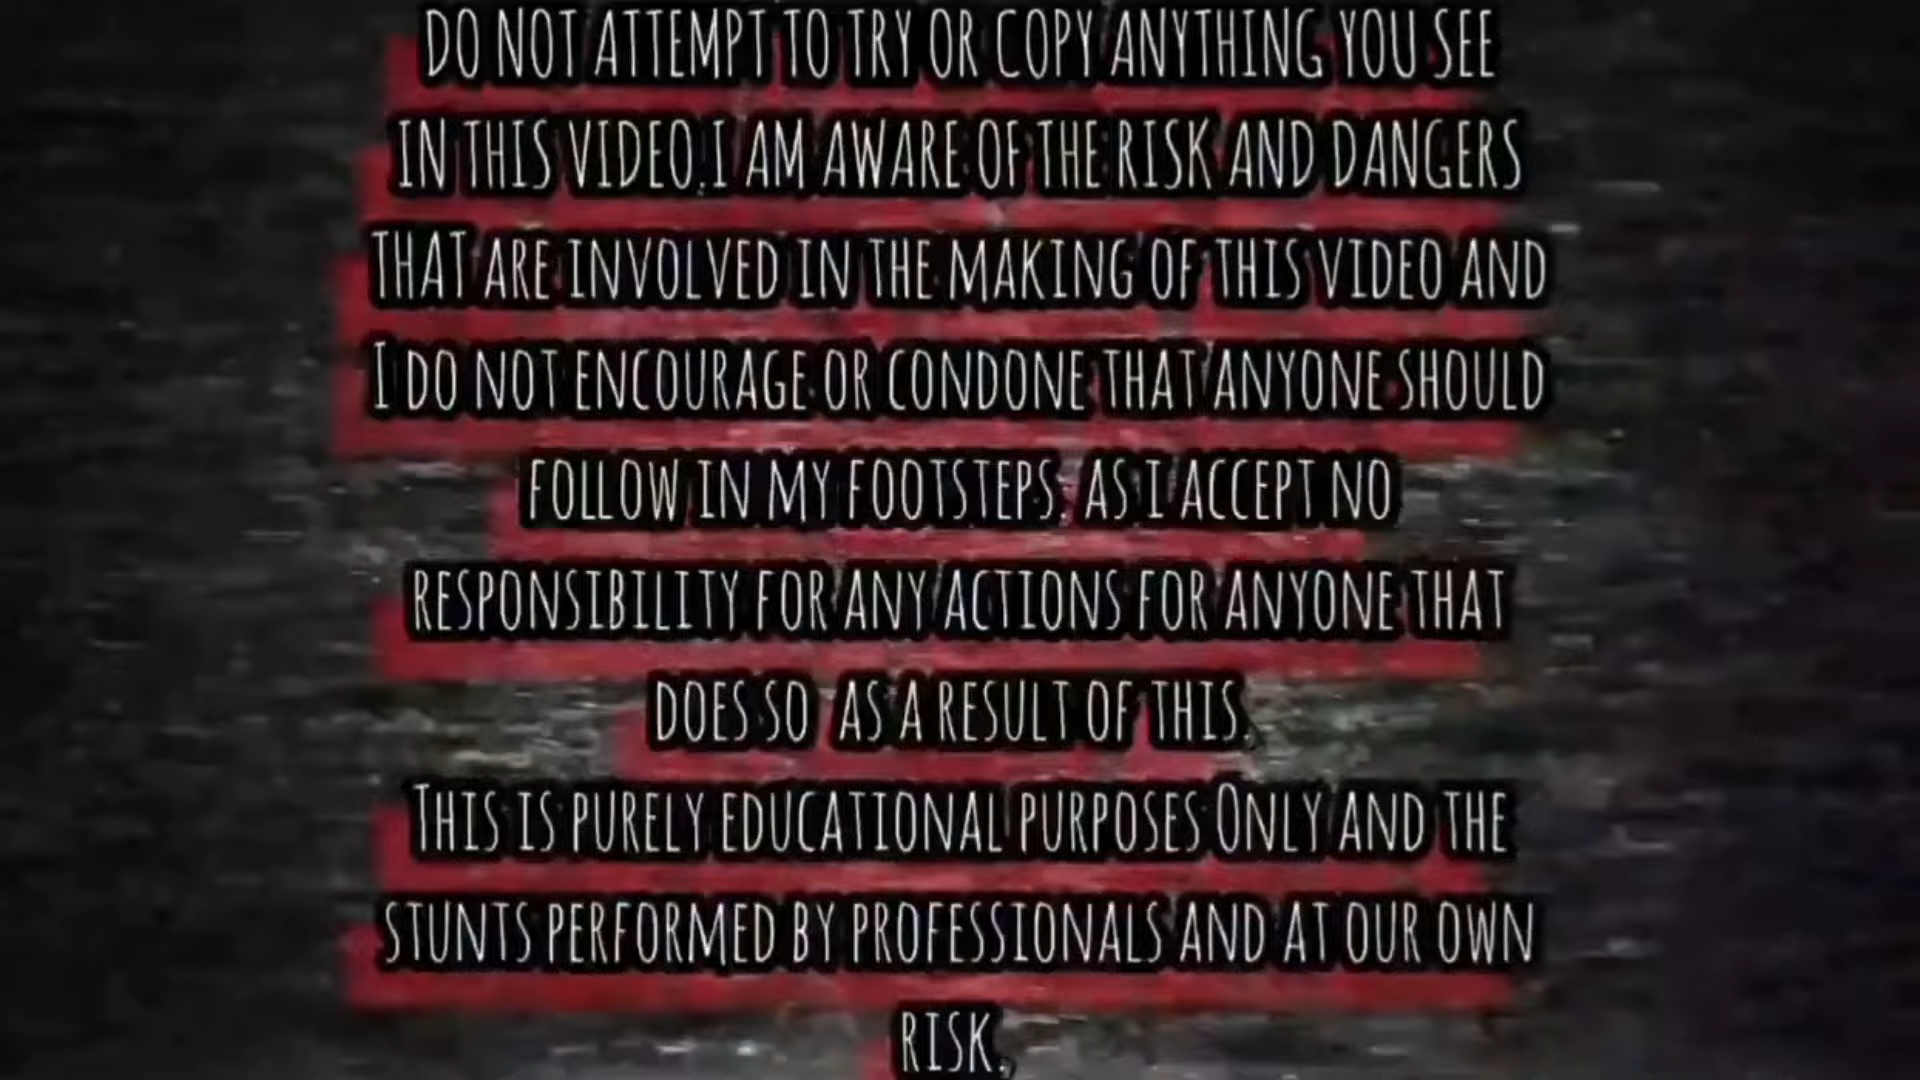 DO NOT ATTEMPT TO TRY OR COPY ANYTHING YOU SEE
IN THIS VIDEO,I AM AWARE OF THE RISK AND DANGERS
THAT ARE INVOLVED IN THE MAKING OF THIS VIDEO AND
I DO NOT ENCOURAGE OR CONDONE THAT ANYONE SHOULD
FOLLOW IN MY FOOTSTEPS. AS I ACCEPT NO
RESPONSIBILITY FOR ANY ACTIONS FOR ANYONE THAT
DOES SO AS A RESULT OF THIS.
THIS IS PURELY EDUCATIONAL PURPOSES ONLY AND THE
STUNTS PERFORMED BY PROFESSIONALS AND AT OUR OWN
RISK.